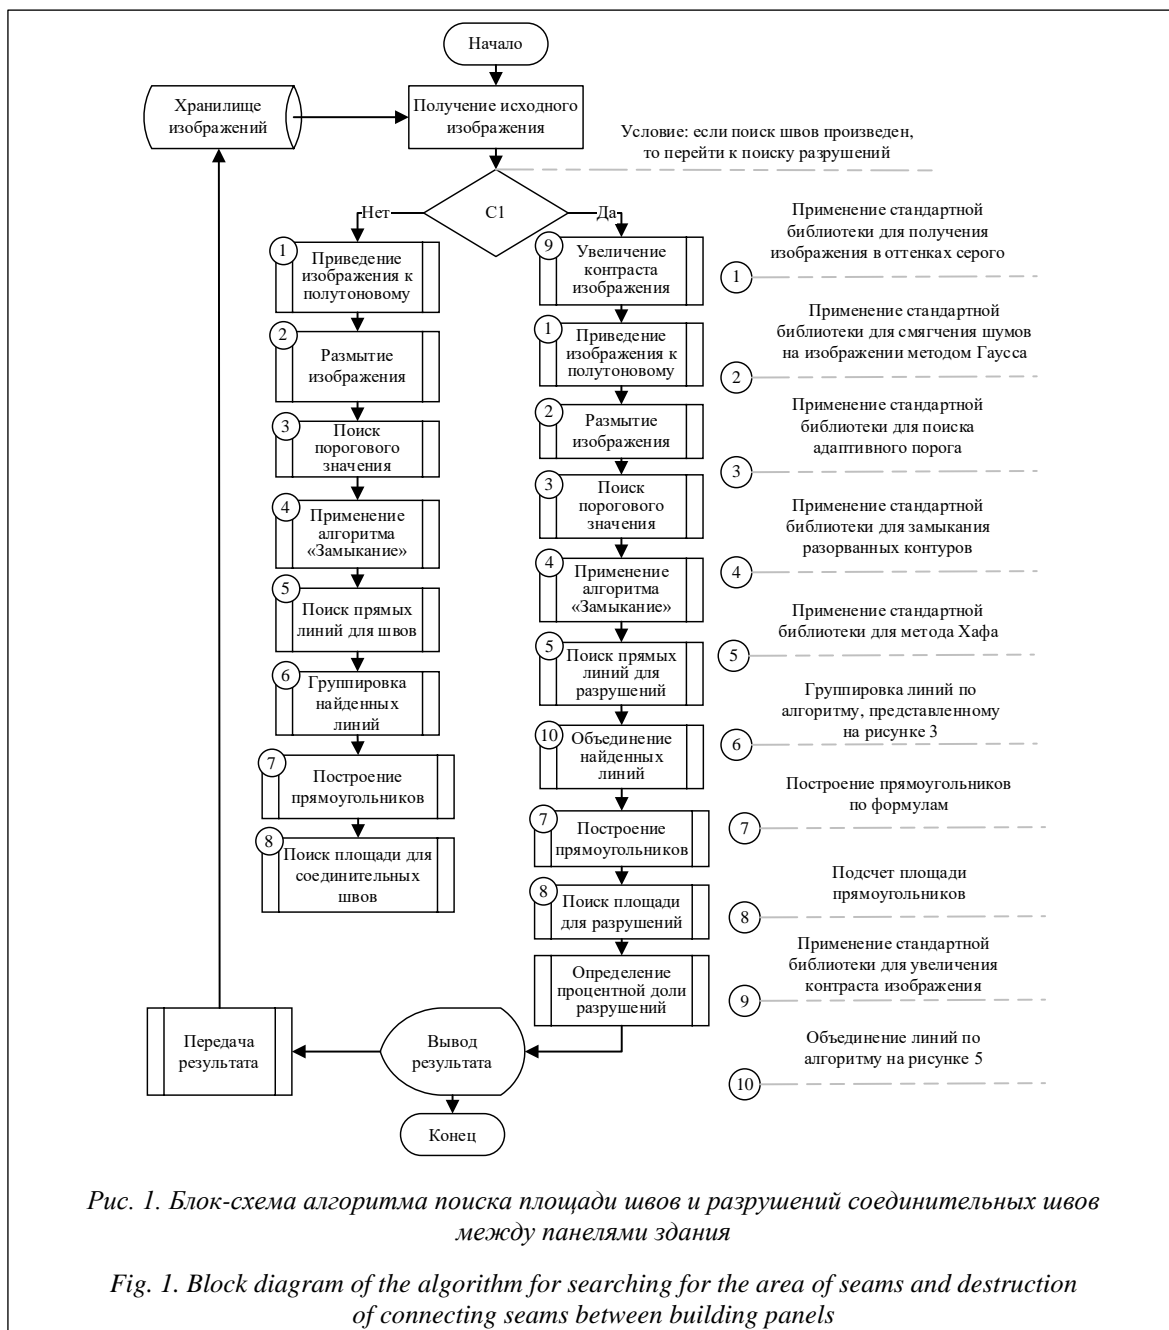 Начало
Хранилище
изображений
Получение исходного
изображения
Условие: если поиск швов произведен,
то перейти к поиску разрушений
С1
Нет
Да
1
Приведение
изображения к
полутоновому
2
Размытие
изображения
3
Поиск
порогового
значения
4
Применение
алгоритма
«Замыкание»
5
Поиск прямых
линий для швов
6
Группировка
найденных
линий
7
Построение
прямоугольников
8
Поиск площади для
соединительных
швов
9
Увеличение
контраста
изображения
1
Приведение
изображения к
полутоновому
2
Размытие
изображения
3
Поиск
порогового
значения
4
Применение
алгоритма
«Замыкание»
5
Поиск прямых
линий для
разрушений
10
Объединение
найденных
линий
7
Построение
прямоугольников
8
Поиск площади
для разрушений
Определение
процентной доли
разрушений
Вывод
результата
Передача
результата
Конец
Применение стандартной
библиотеки для получения
изображения в оттенках серого
1
Применение стандартной
библиотеки для смягчения шумов
на изображении методом Гаусса
2
Применение стандартной
библиотеки для поиска
адаптивного порога
3
Применение стандартной
библиотеки для замыкания
разорванных контуров
4
Применение стандартной
библиотеки для метода Хафа
5
Группировка линий по
алгоритму, представленному
на рисунке 3
6
Построение прямоугольников
по формулам
7
Подсчет площади
прямоугольников
8
Применение стандартной
библиотеки для увеличения
контраста изображения
9
Объединение линий по
алгоритму на рисунке 5
10
Рис. 1. Блок-схема алгоритма поиска площади швов и разрушений соединительных швов
между панелями здания
Fig. 1. Block diagram of the algorithm for searching for the area of seams and destruction
of connecting seams between building panels